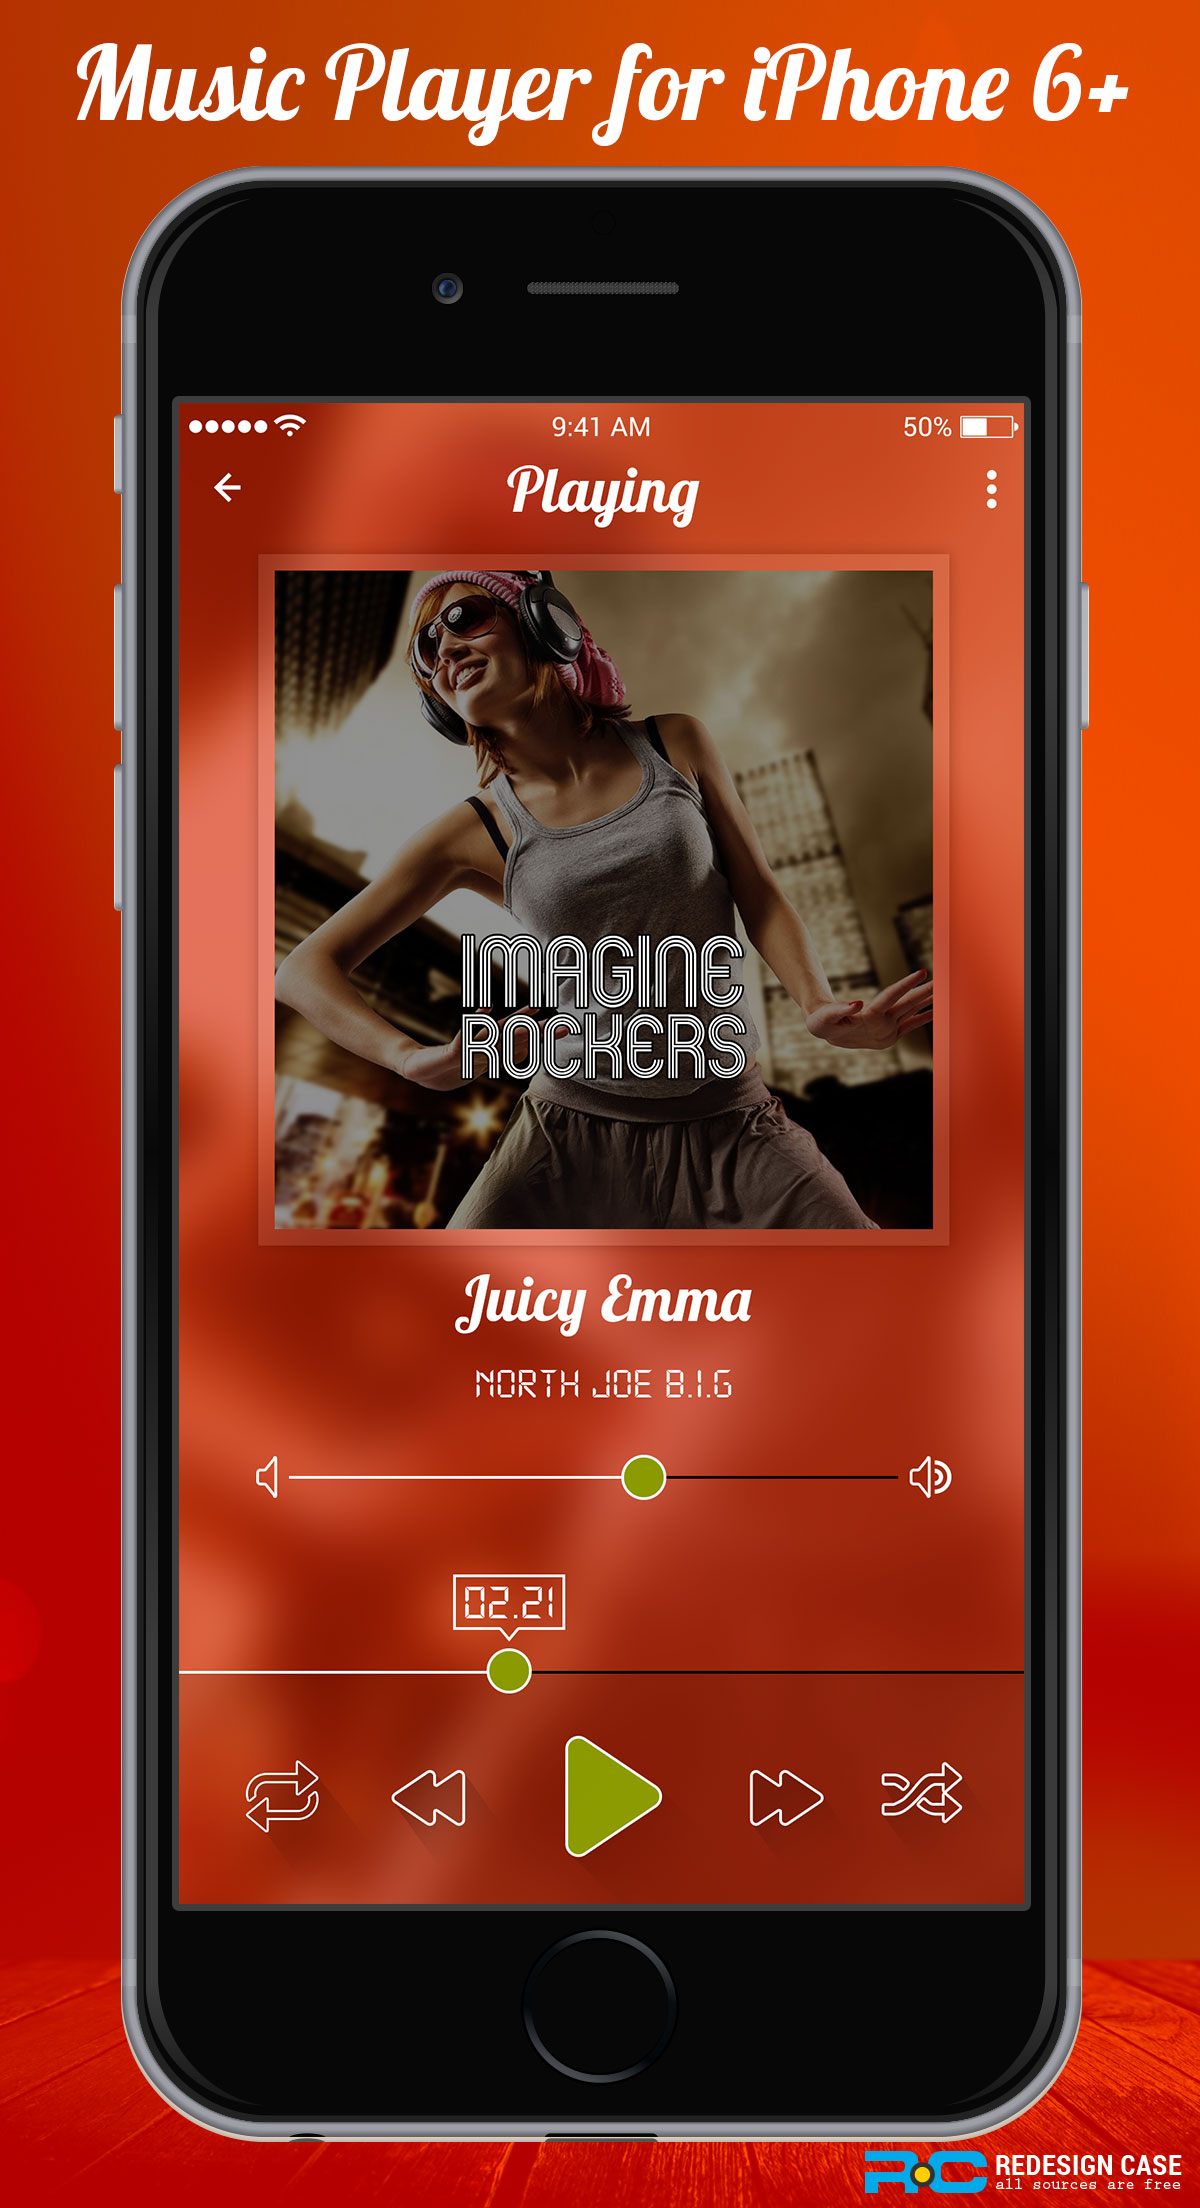 Music Player for iPhone 6+
9:41 AM
50%
Playing
IMAGINE
ROCKERS
Juicy Emma
NORTH JOE B.I.G
02.21
RC
REDESIGN CASE
all sources are free